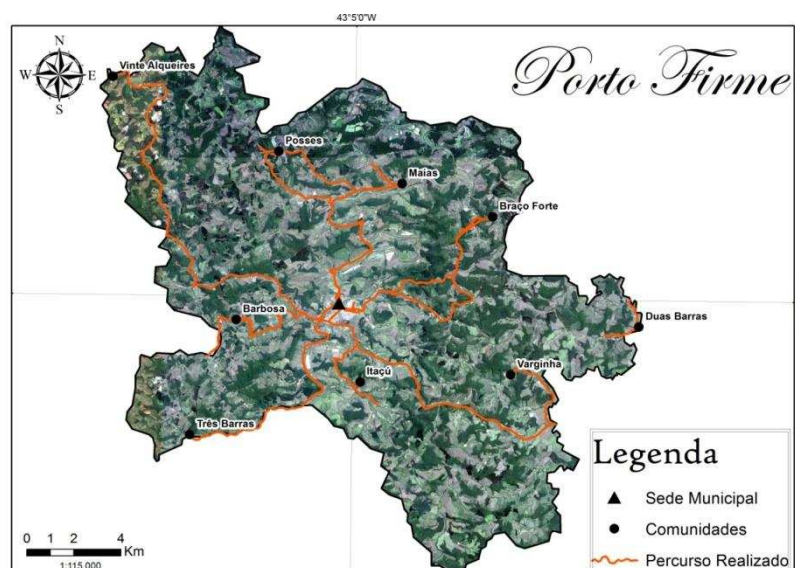 43°5'0"W
N
W E
S
Porto Firme
Vinte Alqueires
Posses
Maias
Braço Forte
Barbosa
Duas Barras
Itaçú
Varginha
Três Barras
Legenda
Sede Municipal
Comunidades
Percurso Realizado
0 1 2 4
Km
1:115.000